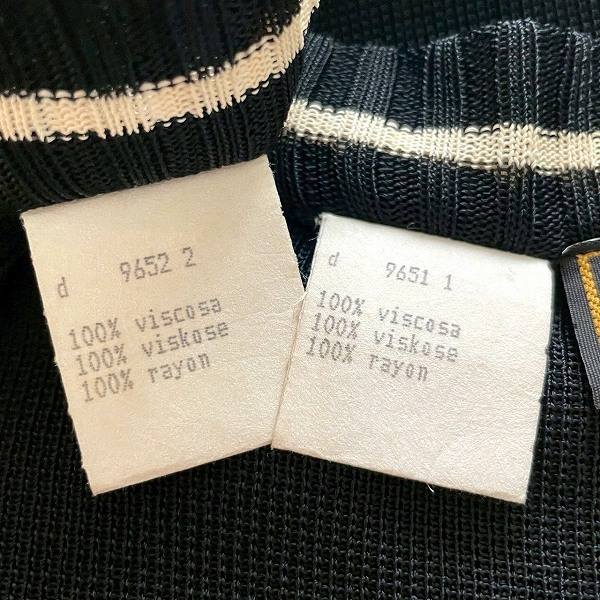 d 9652 2
100% viscosa
100% viskose
100% rayon
d 9651 1
100% viscosa
100% viskose
100% rayon